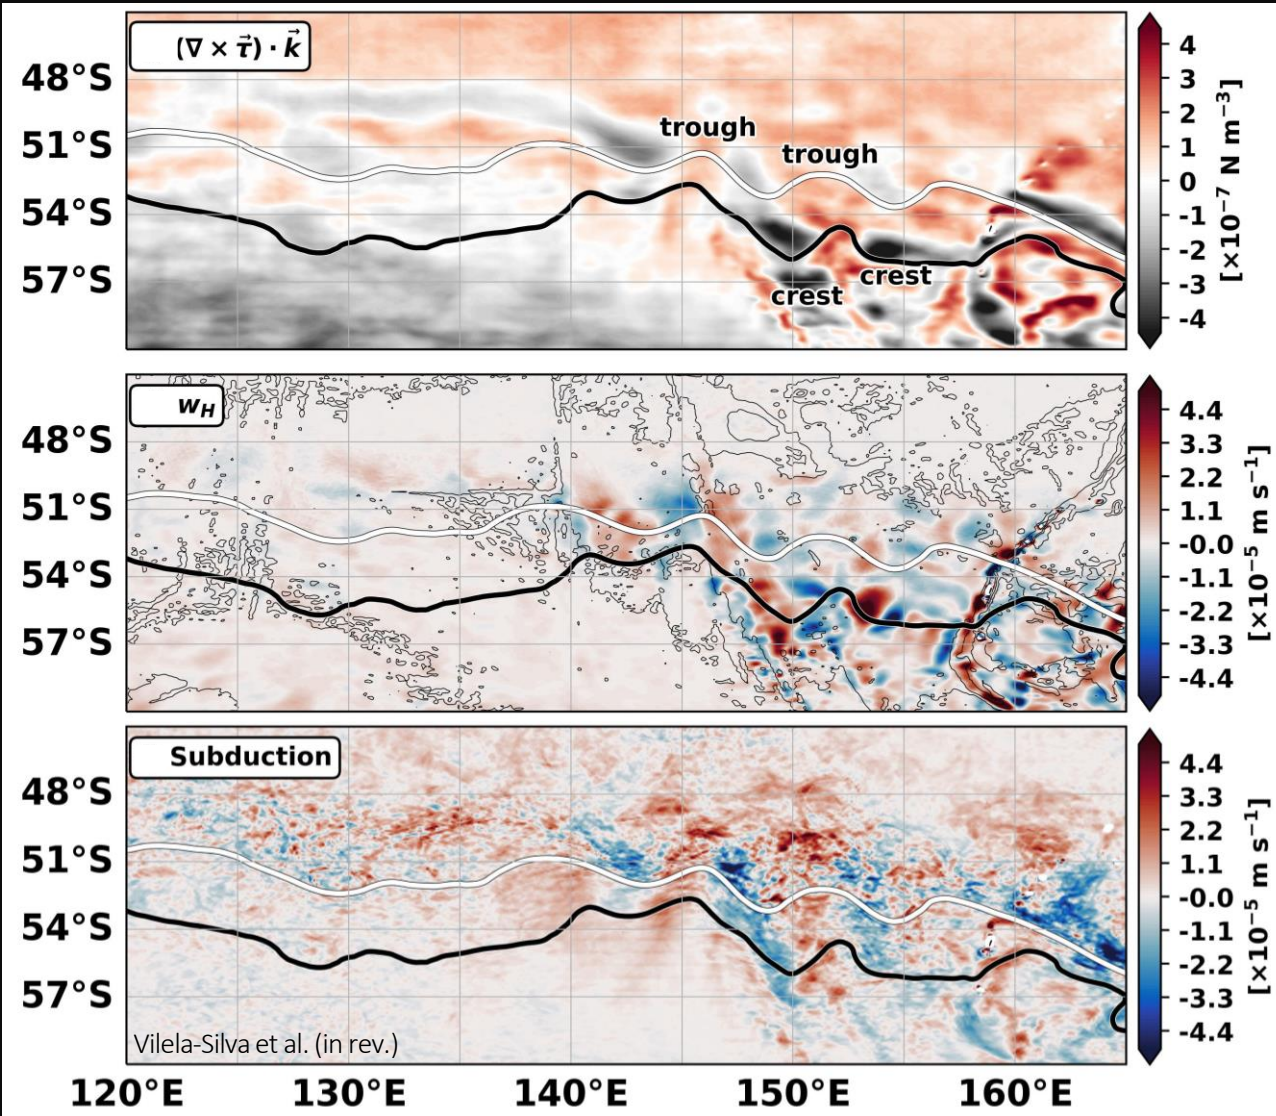 (∇ × τ⃗) · k⃗
48°S
51°S
54°S
57°S
trough
trough
crest
crest
4
3
2
1
0
-1
-2
-3
-4
[×10⁻⁷ N m⁻³]
w_H
48°S
51°S
54°S
57°S
4.4
3.3
2.2
1.1
-0.0
-1.1
-2.2
-3.3
-4.4
[×10⁻⁵ m s⁻¹]
Subduction
48°S
51°S
54°S
57°S
4.4
3.3
2.2
1.1
-0.0
-1.1
-2.2
-3.3
-4.4
[×10⁻⁵ m s⁻¹]
Vilela-Silva et al. (in rev.)
120°E 130°E 140°E 150°E 160°E